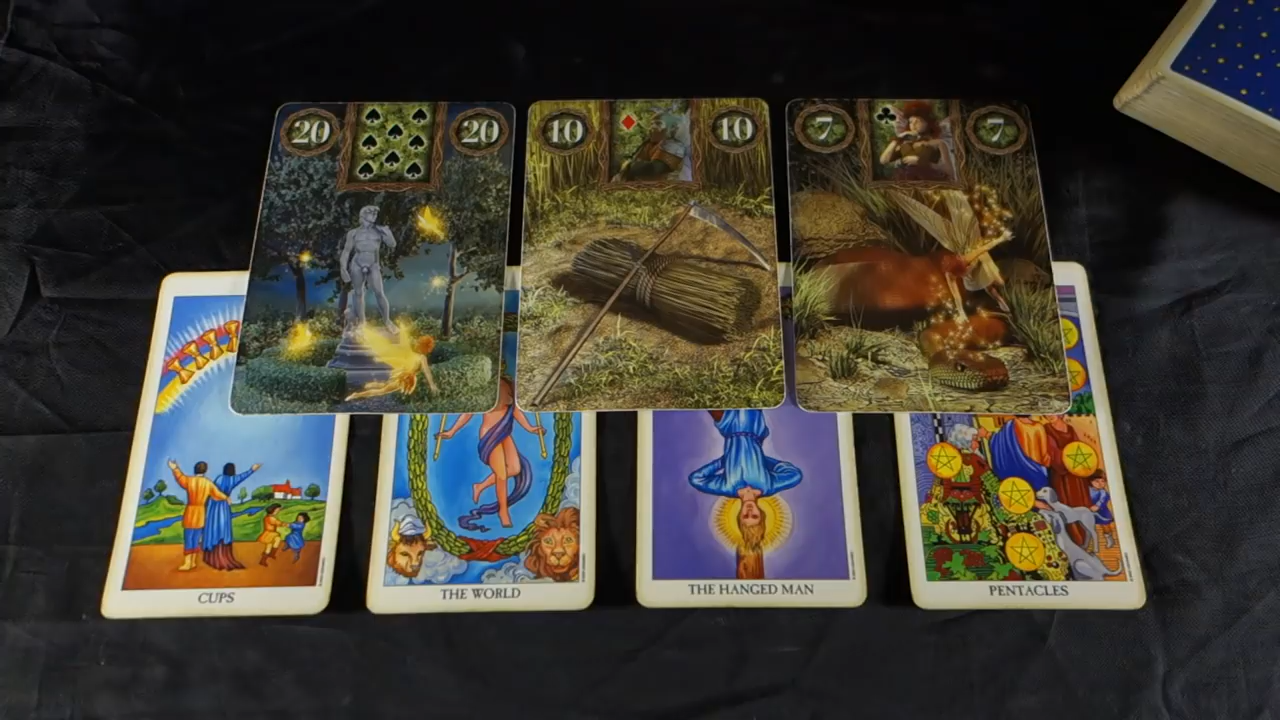 20 20
10 10
7 7
CUPS
THE WORLD
THE HANGED MAN
PENTACLES